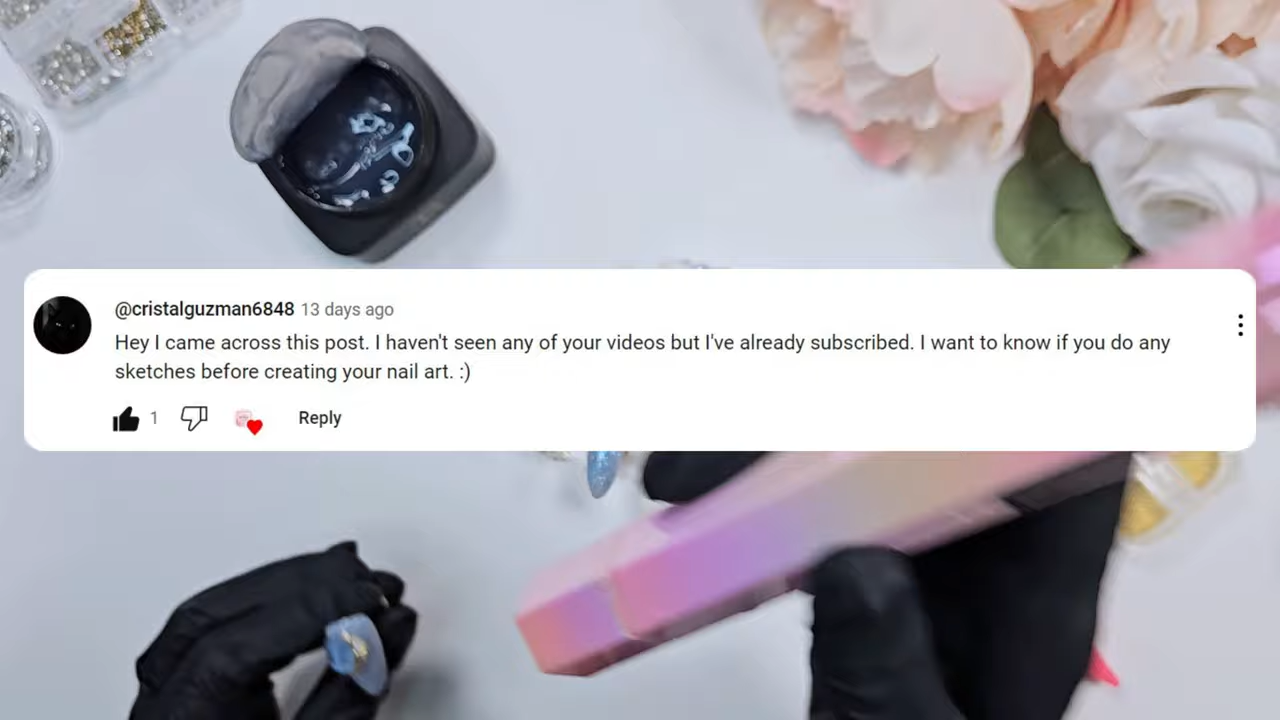 @cristalguzman6848 13 days ago
Hey I came across this post. I haven't seen any of your videos but I've already subscribed. I want to know if you do any
sketches before creating your nail art. :)
1 Reply